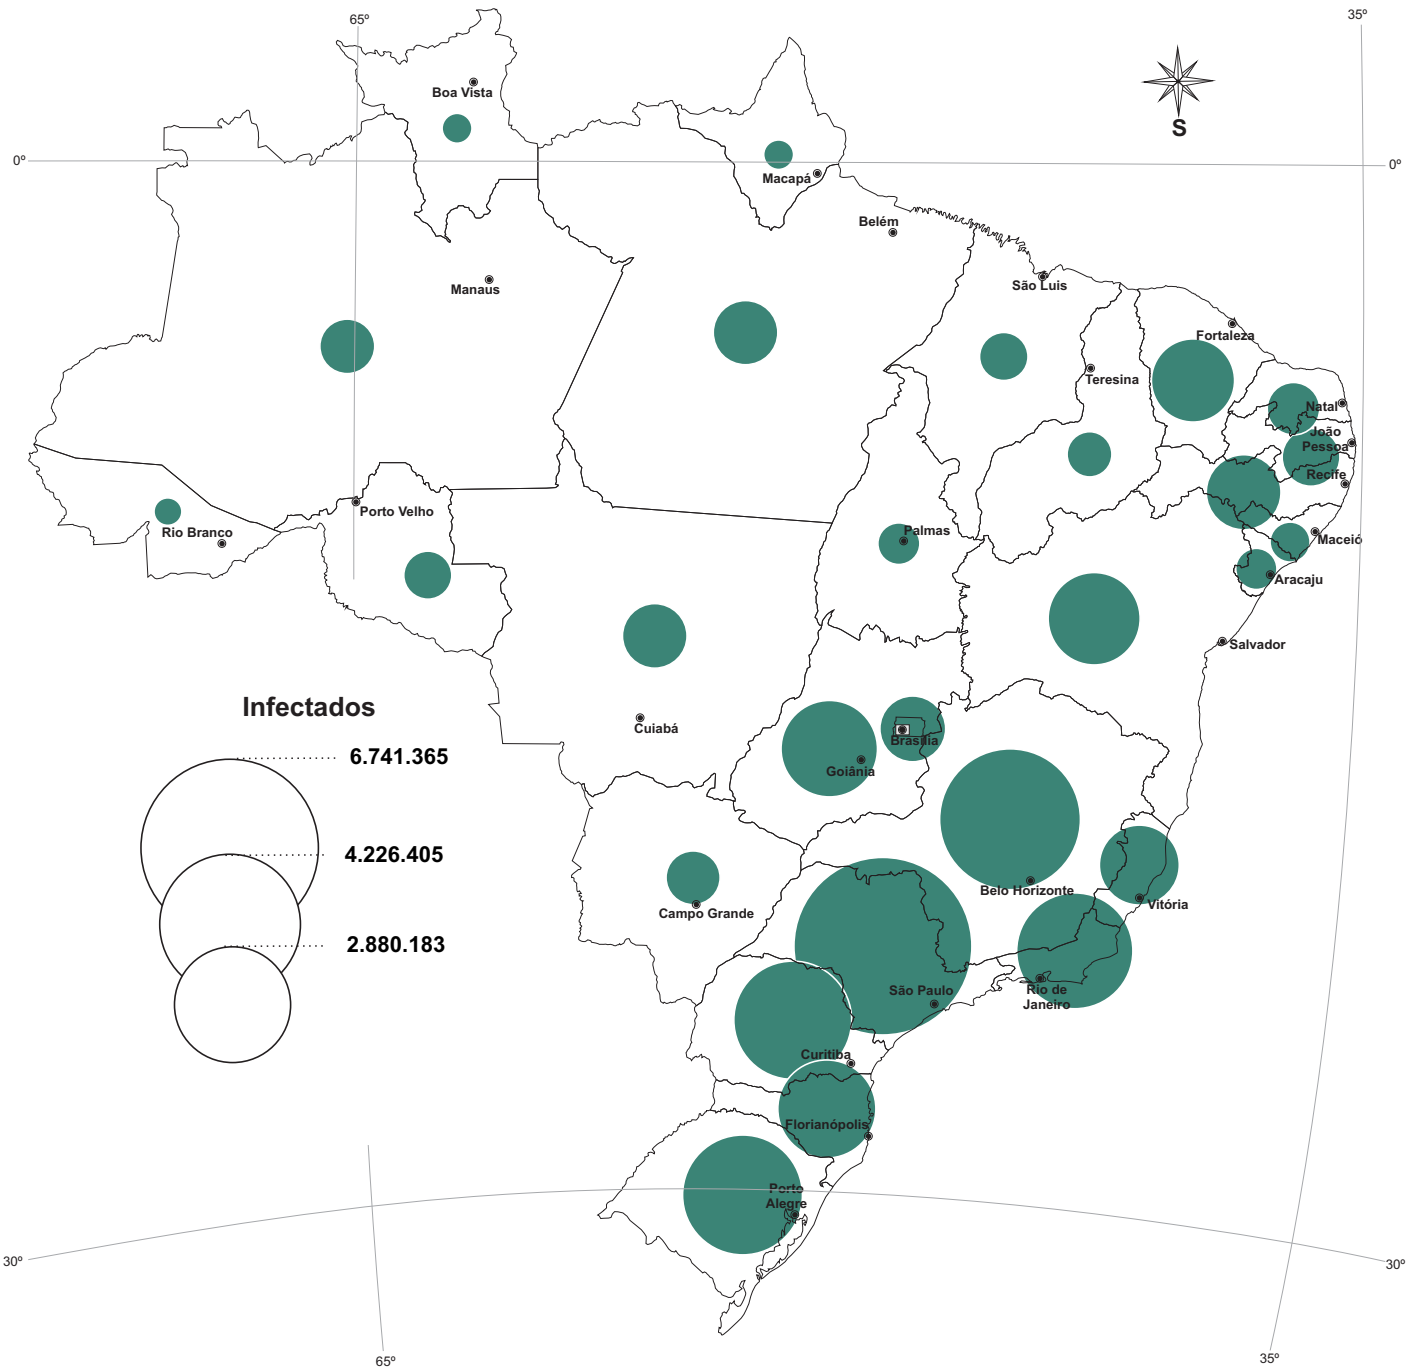 65º
35º
Boa Vista
S
0º
0º
Macapá
Belém
Manaus
São Luis
Fortaleza
Teresina
Natal
João
Pessoa
Recife
Porto Velho
Rio Branco
Palmas
Maceió
Aracaju
Salvador
Infectados
Cuiabá
Brasília
6.741.365
Goiânia
4.226.405
Belo Horizonte
Vitória
Campo Grande
2.880.183
São Paulo
Rio de
Janeiro
Curitiba
Florianópolis
Porto
Alegre
30º
30º
65º
35º